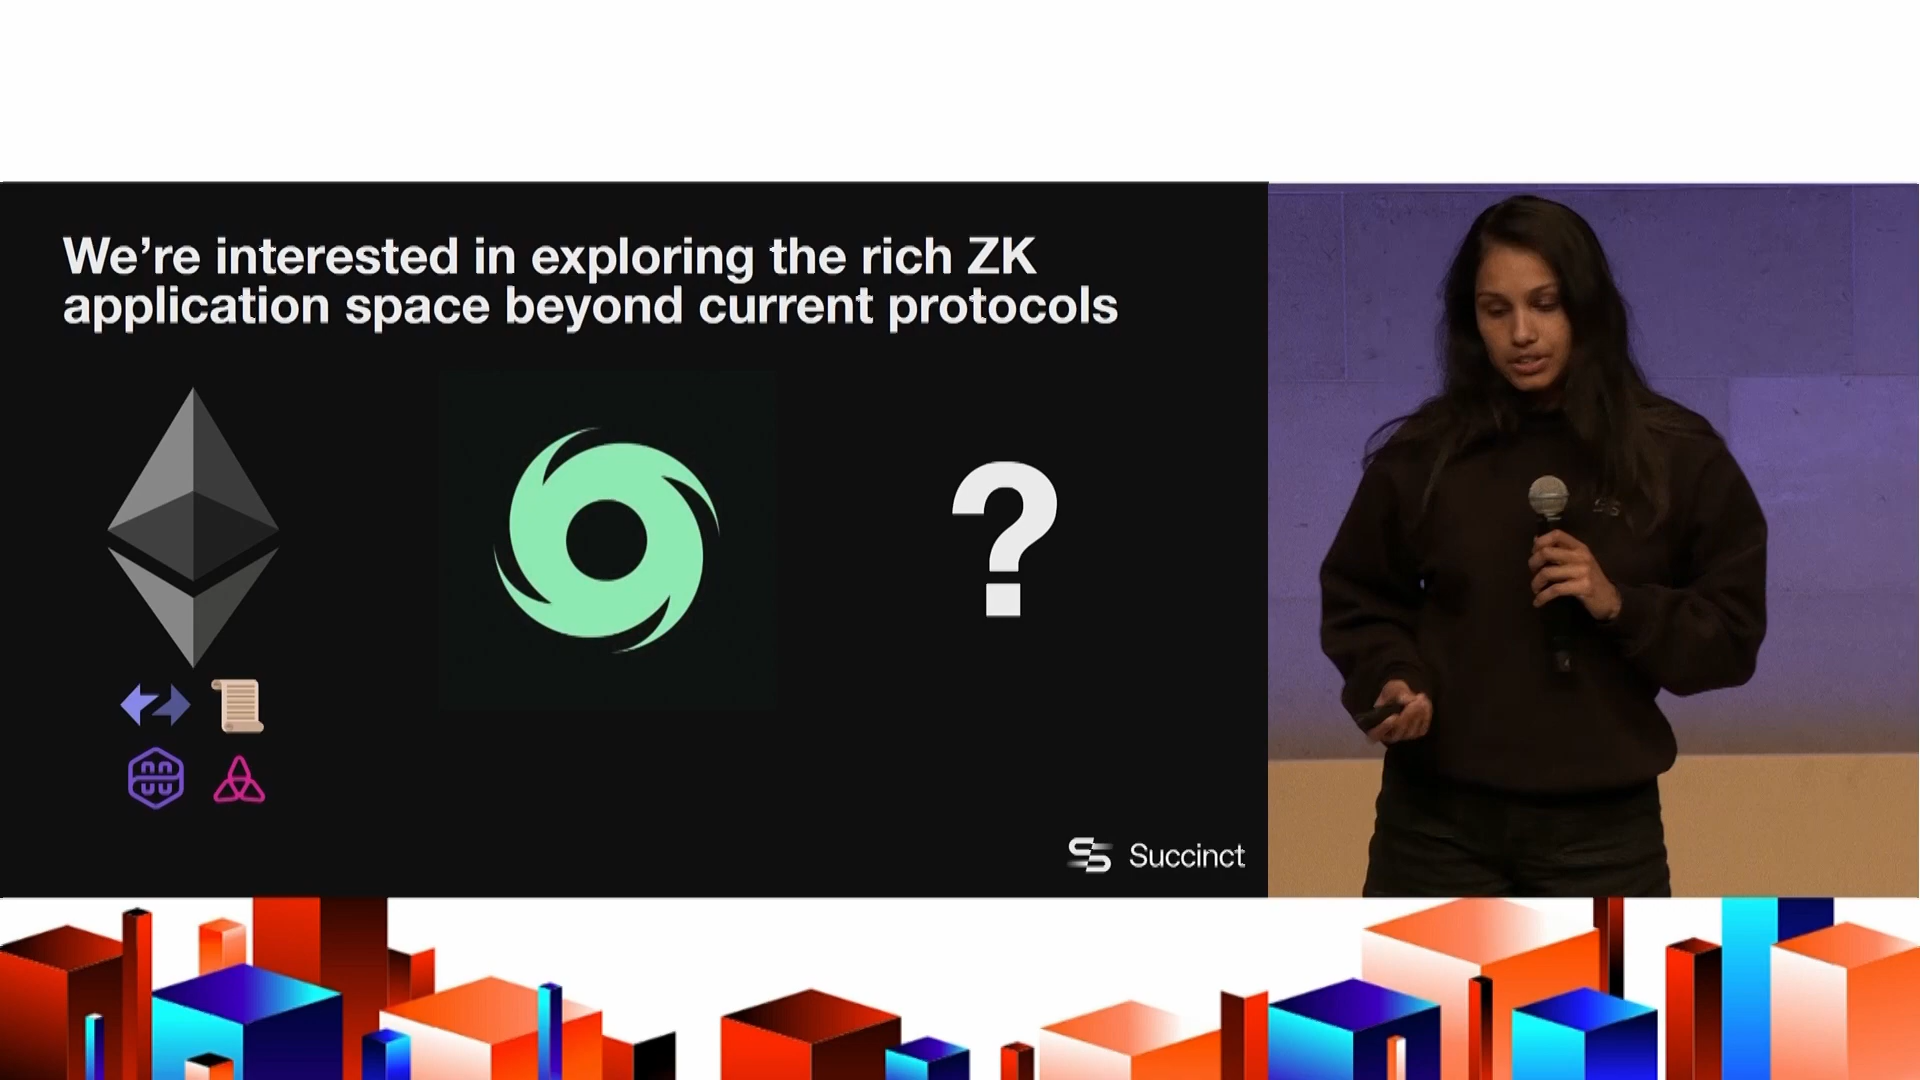 We’re interested in exploring the rich ZK
application space beyond current protocols
?
Succinct